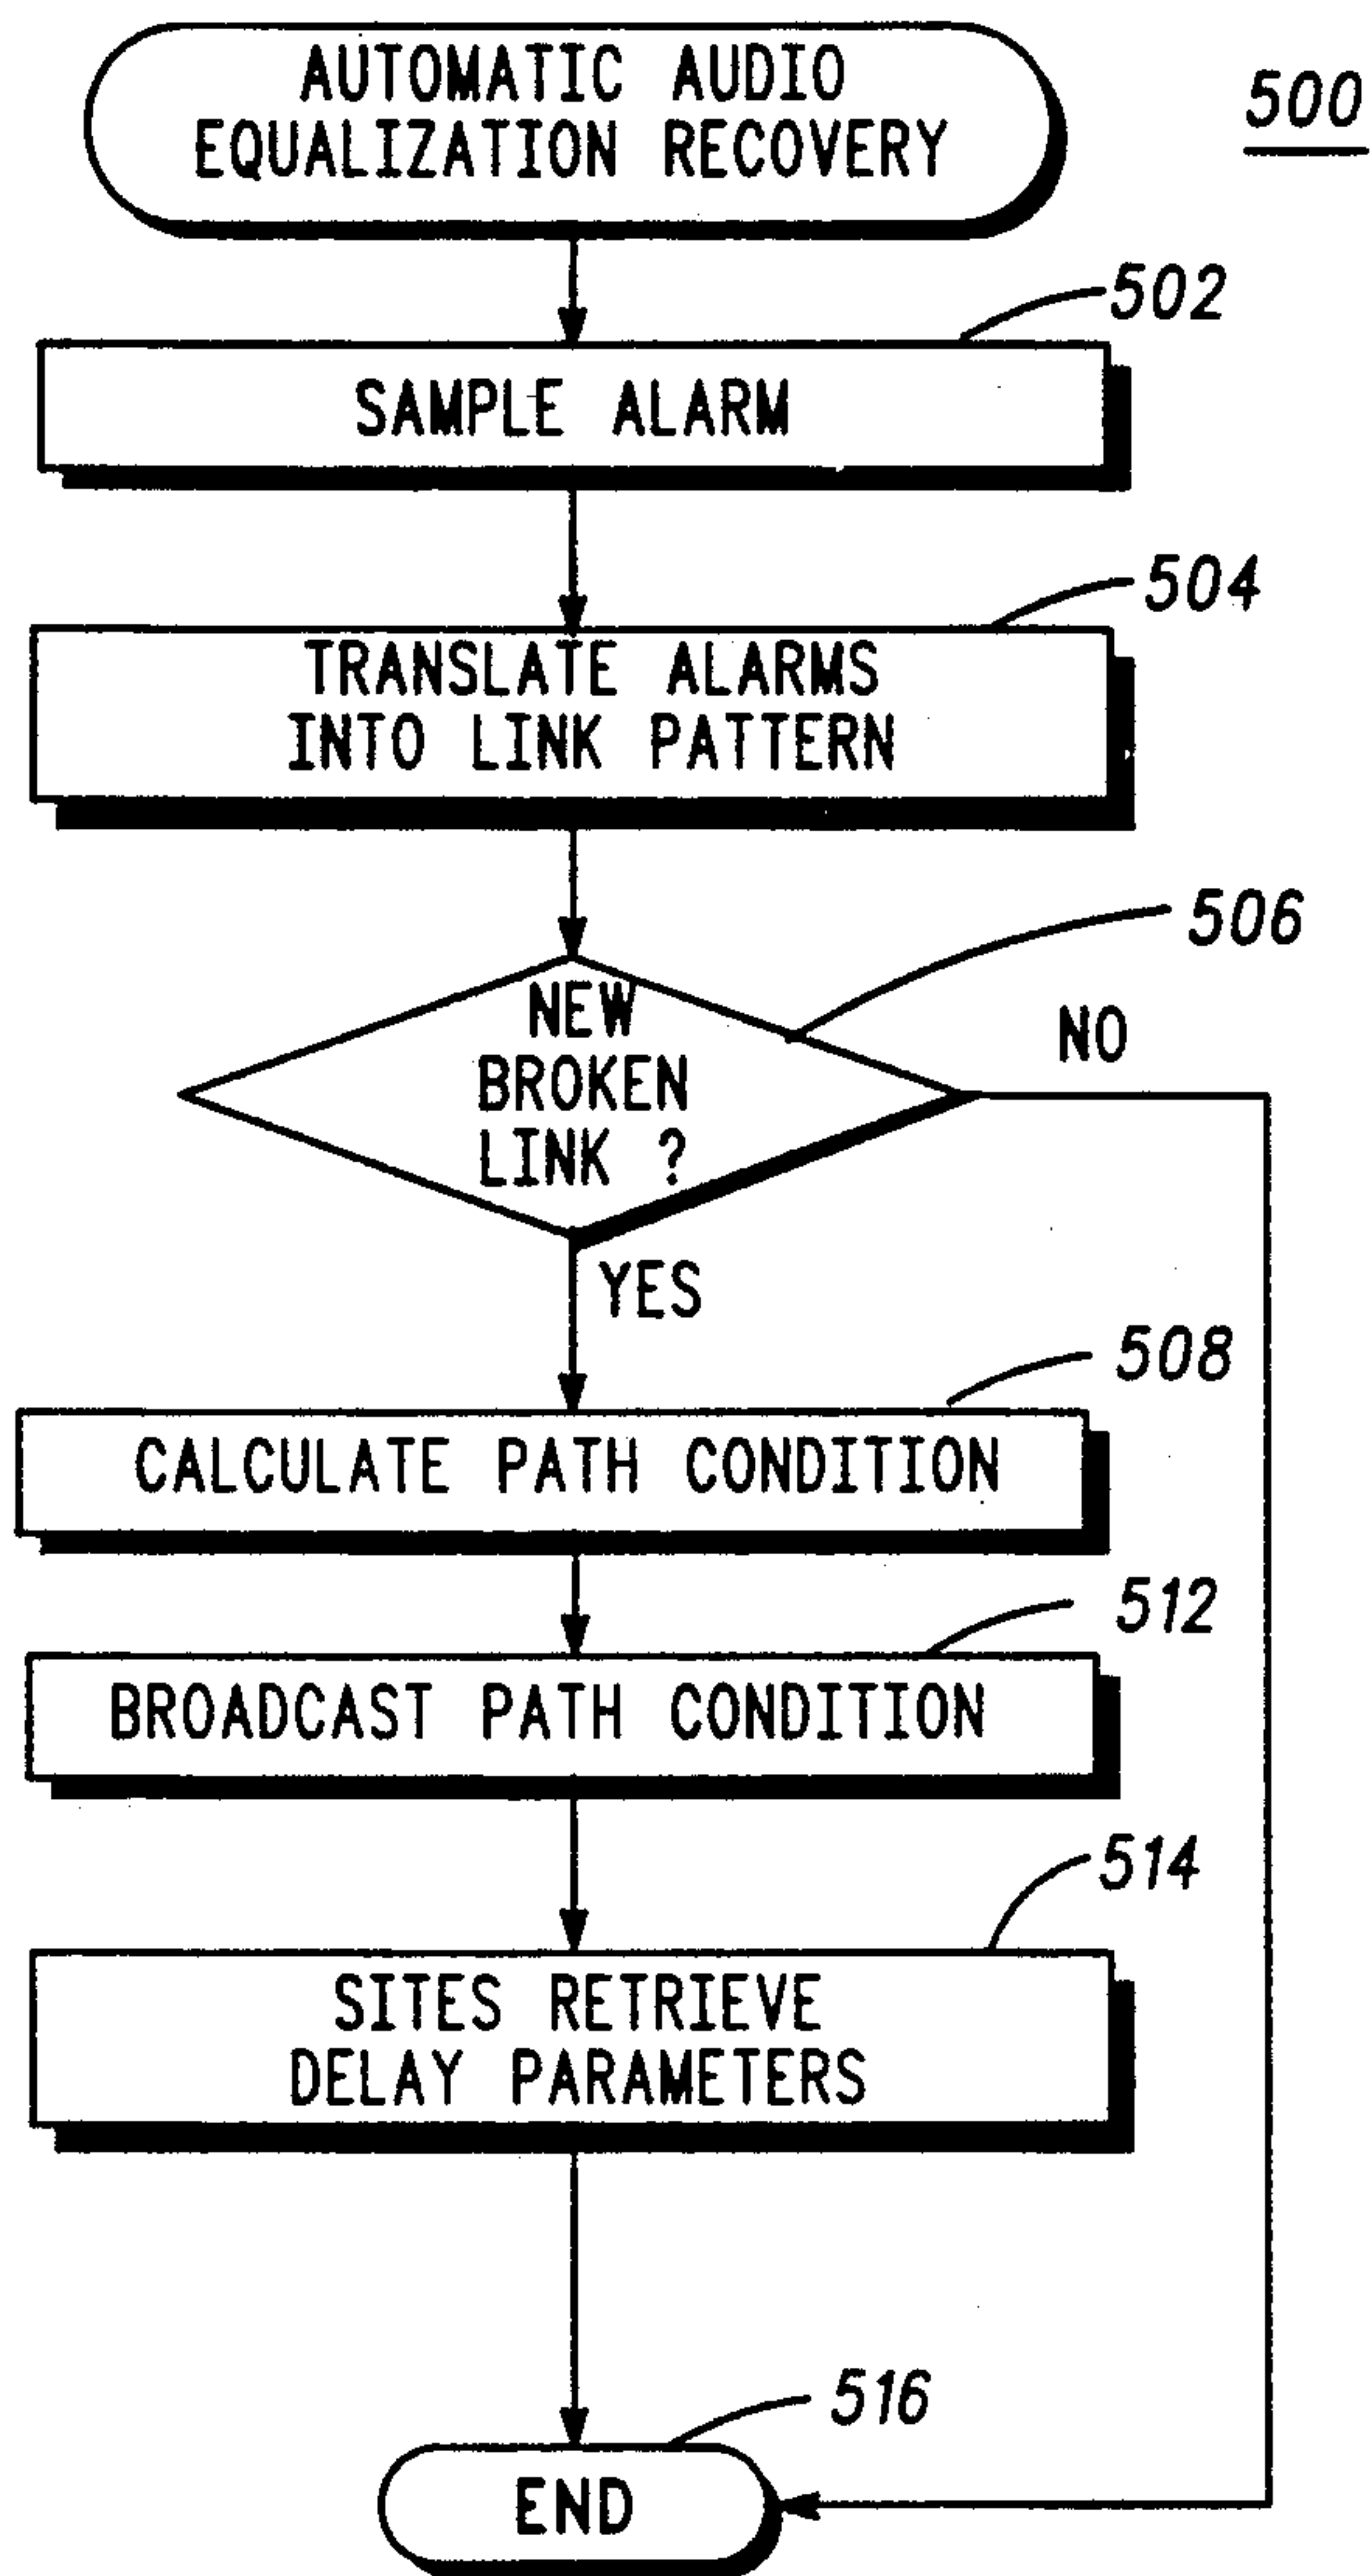 AUTOMATIC AUDIO
EQUALIZATION RECOVERY
500
502
SAMPLE ALARM
504
TRANSLATE ALARMS
INTO LINK PATTERN
506
NEW
BROKEN
LINK ?
NO
YES
508
CALCULATE PATH CONDITION
512
BROADCAST PATH CONDITION
514
SITES RETRIEVE
DELAY PARAMETERS
516
END